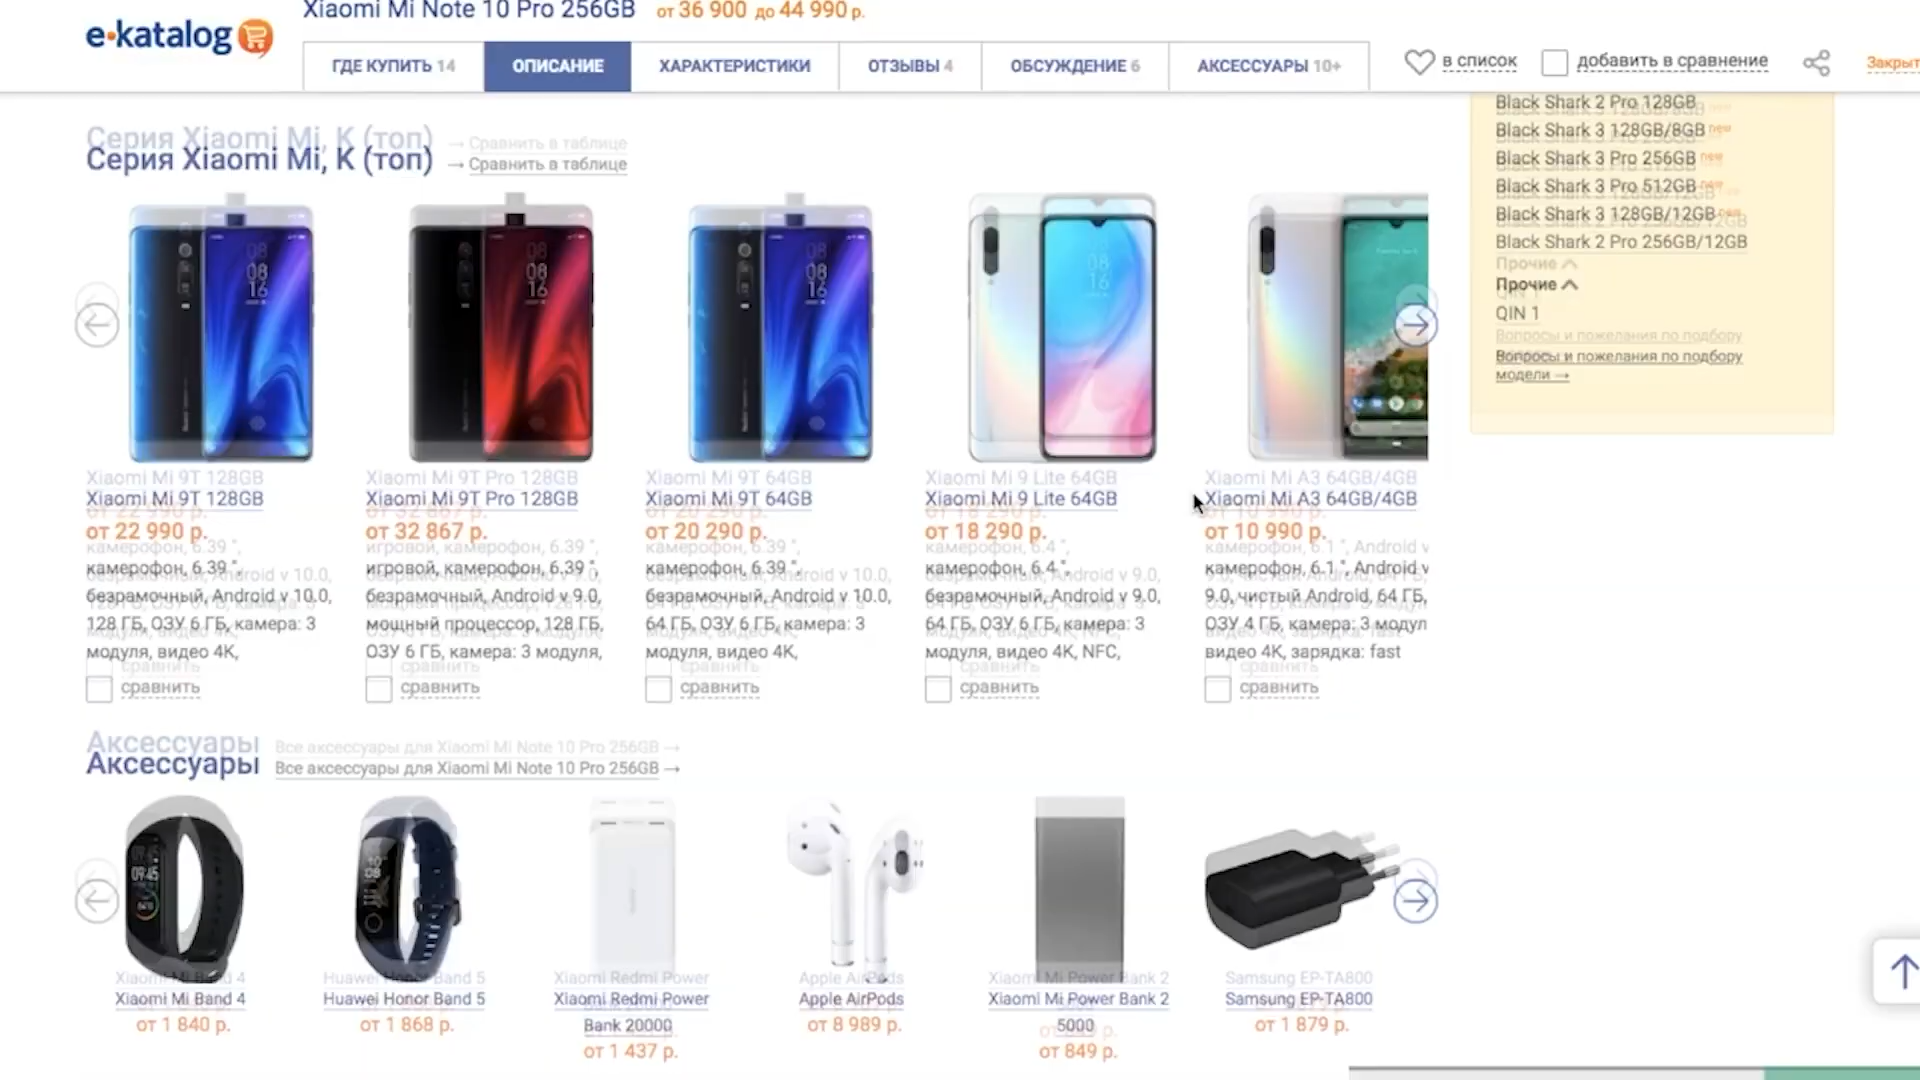 Xiaomi Mi Note 10 Pro 256GB от 36 900 до 44 990 р.
e·katalog
ГДЕ КУПИТЬ 14 ОПИСАНИЕ ХАРАКТЕРИСТИКИ ОТЗЫВЫ 4 ОБСУЖДЕНИЕ 6 АКСЕССУАРЫ 10+
в список добавить в сравнение
Black Shark 2 Pro 128GB
Black Shark 3 128GB/8GB new
Black Shark 3 Pro 256GB new
Black Shark 3 Pro 512GB new
Black Shark 3 128GB/12GB new
Black Shark 2 Pro 256GB/12GB
Прочие
QIN 1
Вопросы и пожелания по подбору
модели →
Серия Xiaomi Mi, K (топ) → Сравнить в таблице
Xiaomi Mi 9T 128GB
от 22 990 р.
камерофон, 6.39 ",
безрамочный, Android v 10.0,
128 ГБ, ОЗУ 6 ГБ, камера: 3
модуля, видео 4K,
сравнить
Xiaomi Mi 9T Pro 128GB
от 32 867 р.
игровой, камерофон, 6.39 ",
безрамочный, Android v 9.0,
мощный процессор, 128 ГБ,
ОЗУ 6 ГБ, камера: 3 модуля,
сравнить
Xiaomi Mi 9T 64GB
от 20 290 р.
камерофон, 6.39 ",
безрамочный, Android v 10.0,
64 ГБ, ОЗУ 6 ГБ, камера: 3
модуля, видео 4K,
сравнить
Xiaomi Mi 9 Lite 64GB
от 18 290 р.
камерофон, 6.4 ",
безрамочный, Android v 9.0,
64 ГБ, ОЗУ 6 ГБ, камера: 3
модуля, видео 4K, NFC,
сравнить
Xiaomi Mi A3 64GB/4GB
от 10 990 р.
камерофон, 6.1 ", Android v
9.0, чистый Android, 64 ГБ,
ОЗУ 4 ГБ, камера: 3 модул
видео 4K, зарядка: fast
сравнить
Аксессуары Все аксессуары для Xiaomi Mi Note 10 Pro 256GB →
Xiaomi Mi Band 4
от 1 840 р.
Huawei Honor Band 5
от 1 868 р.
Xiaomi Redmi Power
Bank 20000
от 1 437 р.
Apple AirPods
от 8 989 р.
Xiaomi Mi Power Bank 2
5000
от 849 р.
Samsung EP-TA800
от 1 879 р.